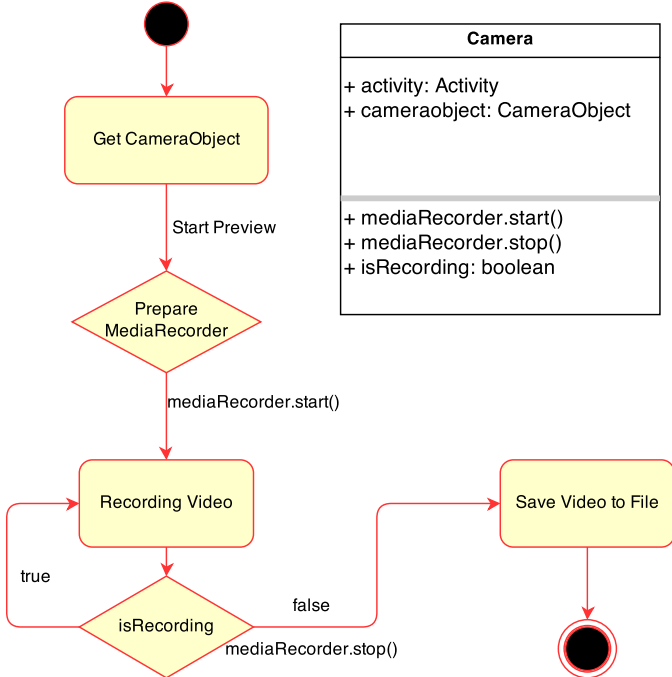 Camera
+ activity: Activity
+ cameraobject: CameraObject
+ mediaRecorder.start()
+ mediaRecorder.stop()
+ isRecording: boolean
Get CameraObject
Start Preview
Prepare
MediaRecorder
mediaRecorder.start()
Recording Video
true
isRecording
false
mediaRecorder.stop()
Save Video to File